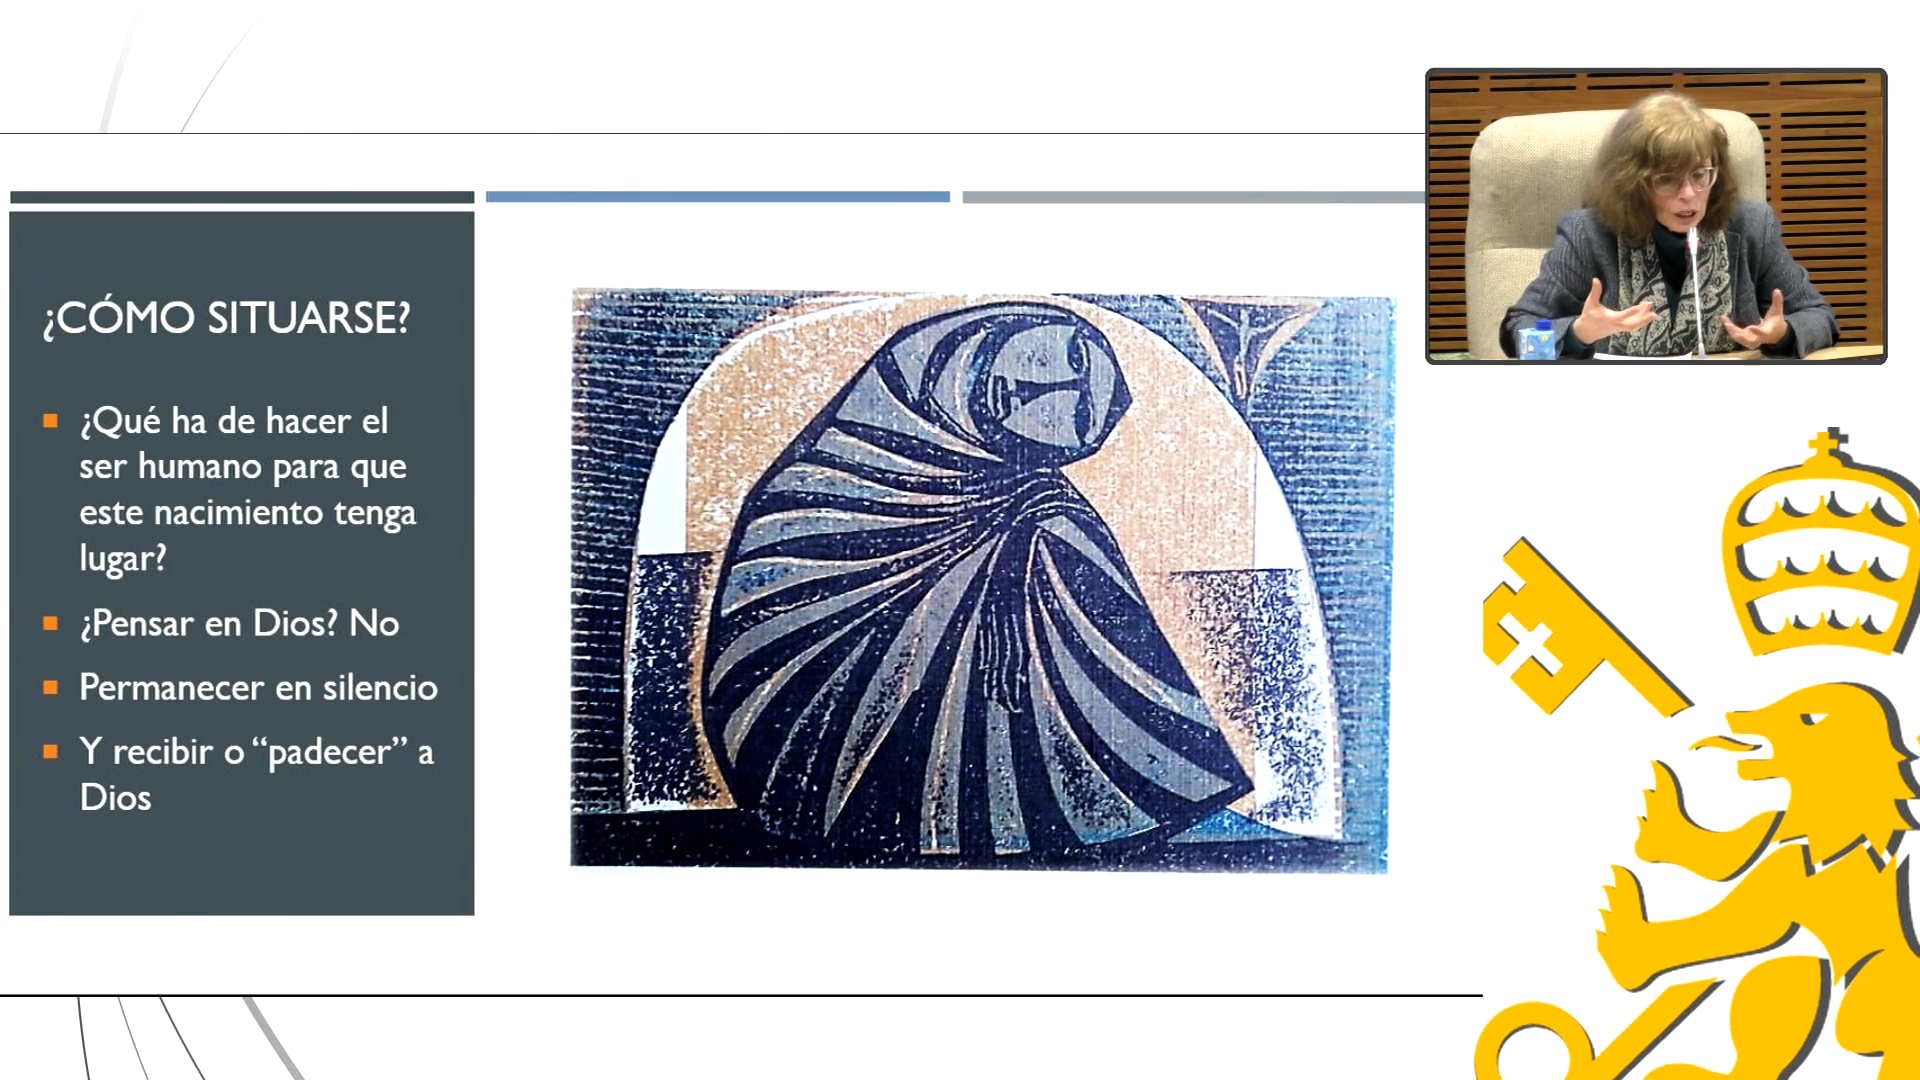 ¿CÓMO SITUARSE?
¿Qué ha de hacer el
ser humano para que
este nacimiento tenga
lugar?
¿Pensar en Dios? No
Permanecer en silencio
Y recibir o “padecer” a
Dios